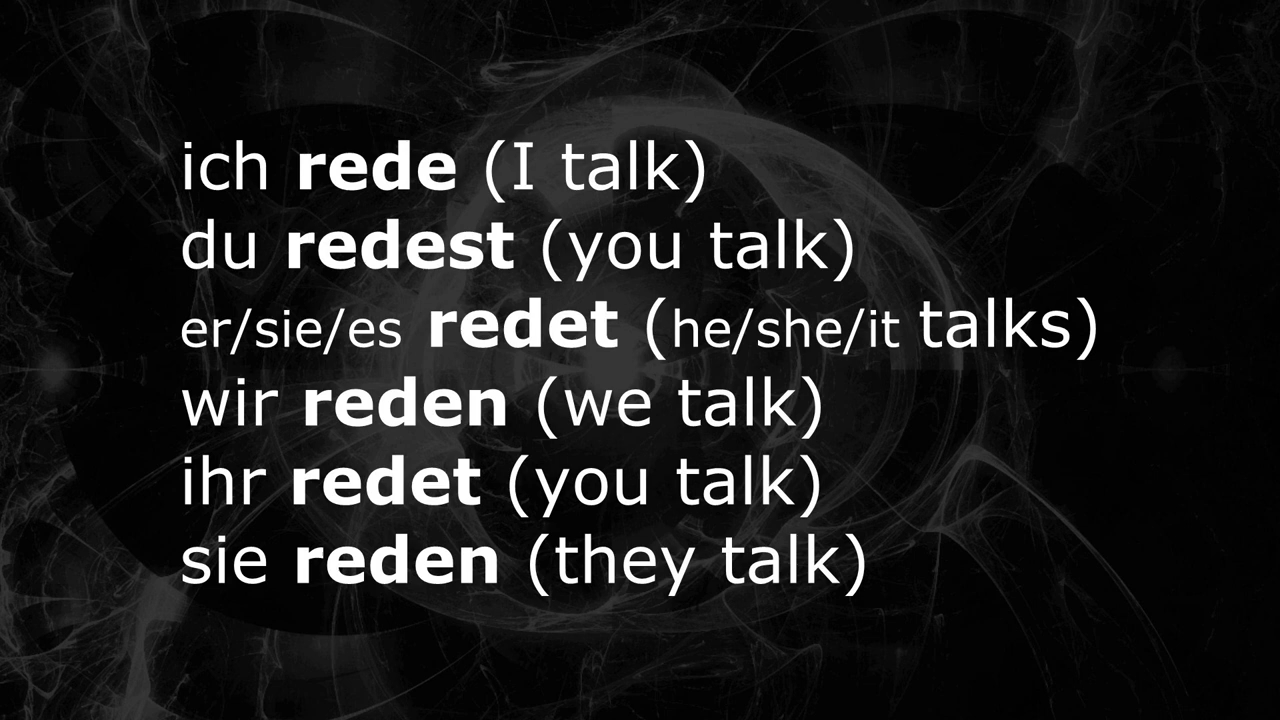 ich rede (I talk)
du redest (you talk)
er/sie/es redet (he/she/it talks)
wir reden (we talk)
ihr redet (you talk)
sie reden (they talk)